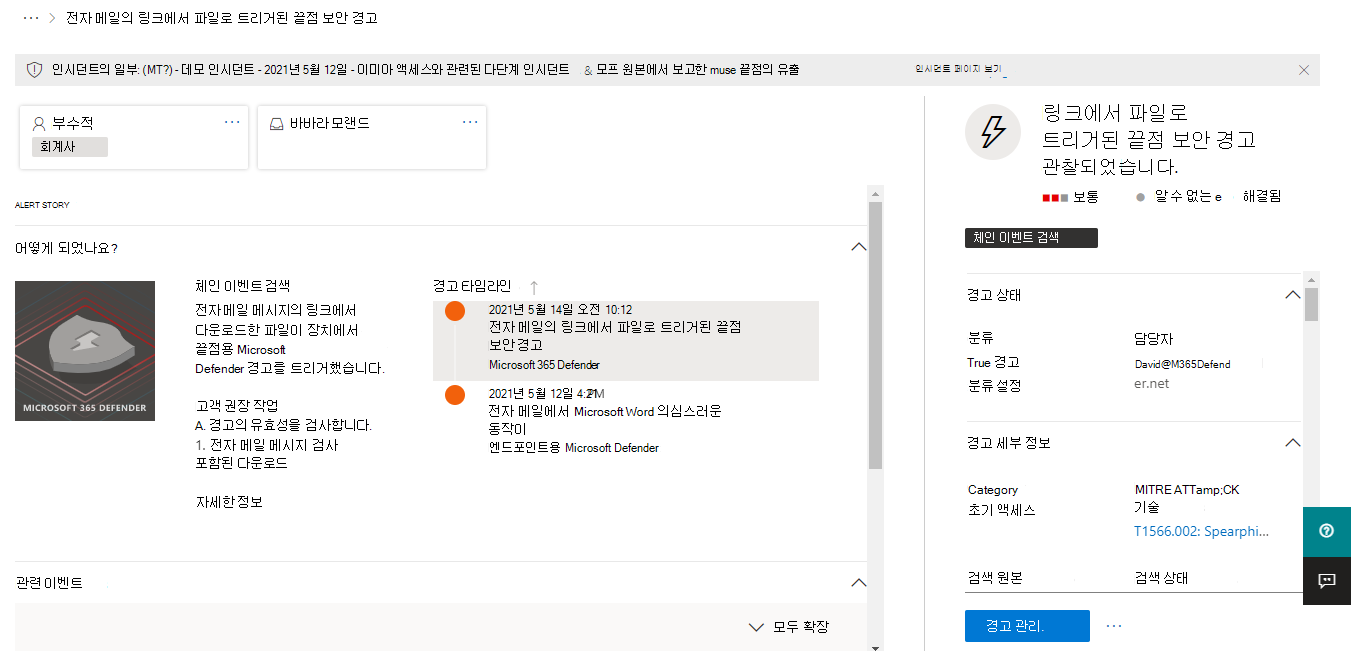 전자 메일의 링크에서 파일로 트리거된 끝점 보안 경고
인시던트의 일부: (MT?) - 데모 인시던트 - 2021년 5월 12일 - 이미아 액세스와 관련된 다단계 인시던트 & 모프 원본에서 보고한 muse 끝점의 유출
인시던트 페이지 보기
부수적
회계사
바바라 모랜드
ALERT STORY
어떻게 되었나요?
MICROSOFT 365 DEFENDER
체인 이벤트 검색
전자 메일 메시지의 링크에서
다운로드한 파일이 장치에서
끝점용 Microsoft
Defender 경고를 트리거했습니다.
고객 권장 작업
A. 경고의 유효성을 검사합니다.
1. 전자 메일 메시지 검사
포함된 다운로드
자세한 정보
경고 타임라인
2021년 5월 14일 오전 10:12
전자 메일의 링크에서 파일로 트리거된 끝점
보안 경고
Microsoft 365 Defender
2021년 5월 12일
전자 메일에서 Microsoft Word 의심스러운
동작이
엔드포인트용 Microsoft Defender
관련 이벤트
모두 확장
링크에서 파일로
트리거된 끝점 보안 경고
관찰되었습니다.
보통
알 수 없는 e
해결됨
체인 이벤트 검색
경고 상태
분류
담당자
True 경고
David@M365Defend
분류 설정
er.net
경고 세부 정보
Category
MITRE ATTamp;CK
초기 액세스
기술
T1566.002: Spearphi...
검색 원본
검색 상태
경고 관리.